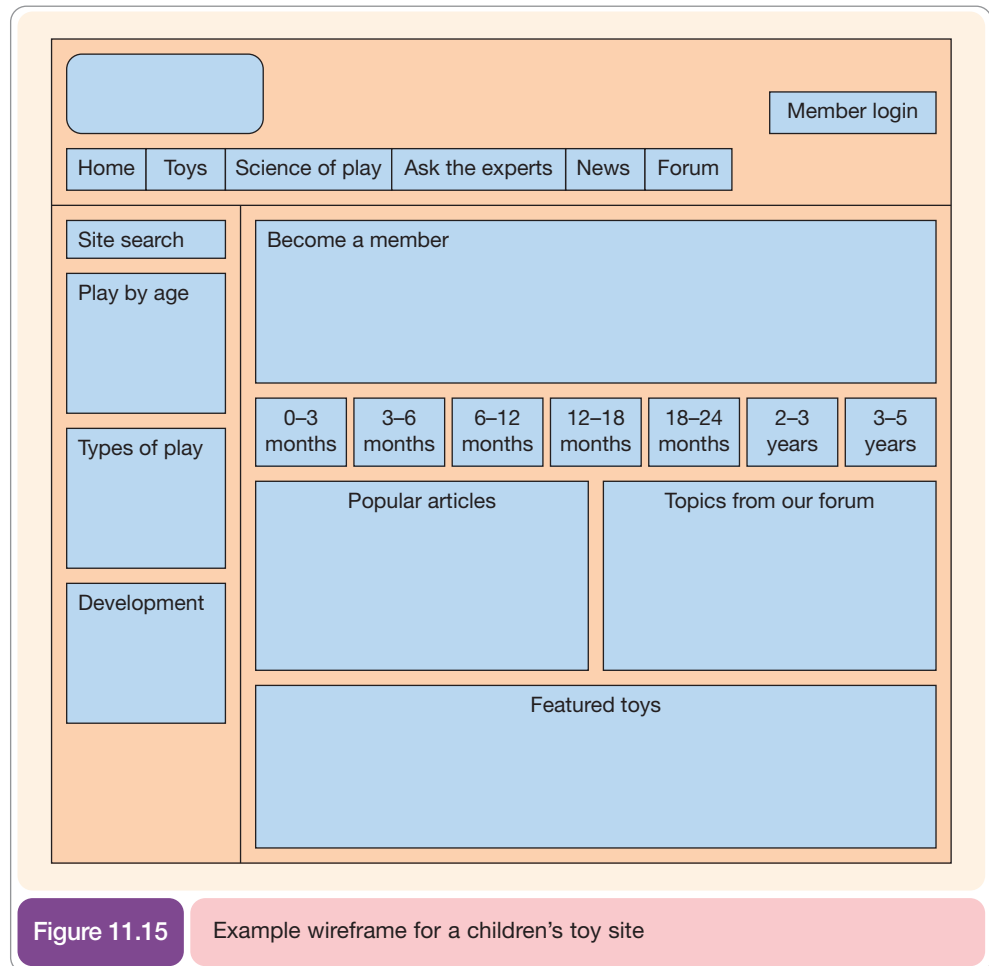 Member login
Home Toys Science of play Ask the experts News Forum
Site search
Play by age
Types of play
Development
Become a member
0–3 months
3–6 months
6–12 months
12–18 months
18–24 months
2–3 years
3–5 years
Popular articles
Topics from our forum
Featured toys
Figure 11.15 Example wireframe for a children's toy site